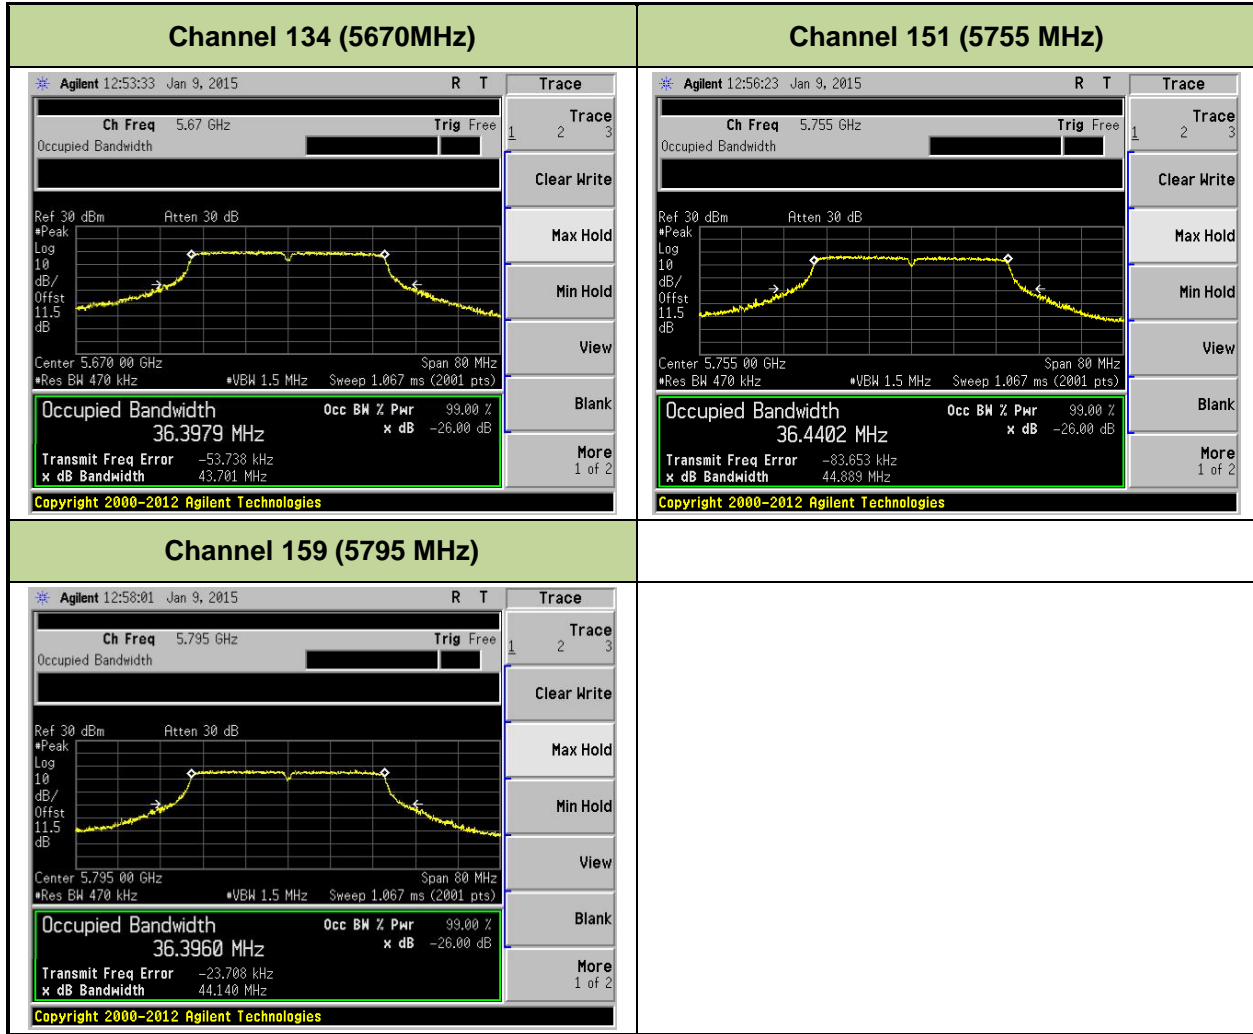 Channel 134 (5670MHz)
Agilent 12:53:33 Jan 9, 2015 R T
Trace
Ch Freq 5.67 GHz Trig Free
Occupied Bandwidth
Trace
1 2 3
Clear Write
Max Hold
Min Hold
View
Blank
More
1 of 2
Ref 30 dBm Atten 30 dB
#Peak
Log
10
dB/
Offst
11.5
dB
Center 5.670 00 GHz Span 80 MHz
#Res BW 470 kHz #VBW 1.5 MHz Sweep 1.067 ms (2001 pts)
Occupied Bandwidth Occ BW % Pwr 99.00 %
36.3979 MHz x dB -26.00 dB
Transmit Freq Error -53.738 kHz
x dB Bandwidth 43.701 MHz
Copyright 2000-2012 Agilent Technologies
Channel 151 (5755 MHz)
Agilent 12:56:23 Jan 9, 2015 R T
Trace
Ch Freq 5.755 GHz Trig Free
Occupied Bandwidth
Trace
1 2 3
Clear Write
Max Hold
Min Hold
View
Blank
More
1 of 2
Ref 30 dBm Atten 30 dB
#Peak
Log
10
dB/
Offst
11.5
dB
Center 5.755 00 GHz Span 80 MHz
#Res BW 470 kHz #VBW 1.5 MHz Sweep 1.067 ms (2001 pts)
Occupied Bandwidth Occ BW % Pwr 99.00 %
36.4402 MHz x dB -26.00 dB
Transmit Freq Error -83.653 kHz
x dB Bandwidth 44.889 MHz
Copyright 2000-2012 Agilent Technologies
Channel 159 (5795 MHz)
Agilent 12:58:01 Jan 9, 2015 R T
Trace
Ch Freq 5.795 GHz Trig Free
Occupied Bandwidth
Trace
1 2 3
Clear Write
Max Hold
Min Hold
View
Blank
More
1 of 2
Ref 30 dBm Atten 30 dB
#Peak
Log
10
dB/
Offst
11.5
dB
Center 5.795 00 GHz Span 80 MHz
#Res BW 470 kHz #VBW 1.5 MHz Sweep 1.067 ms (2001 pts)
Occupied Bandwidth Occ BW % Pwr 99.00 %
36.3960 MHz x dB -26.00 dB
Transmit Freq Error -23.708 kHz
x dB Bandwidth 44.140 MHz
Copyright 2000-2012 Agilent Technologies